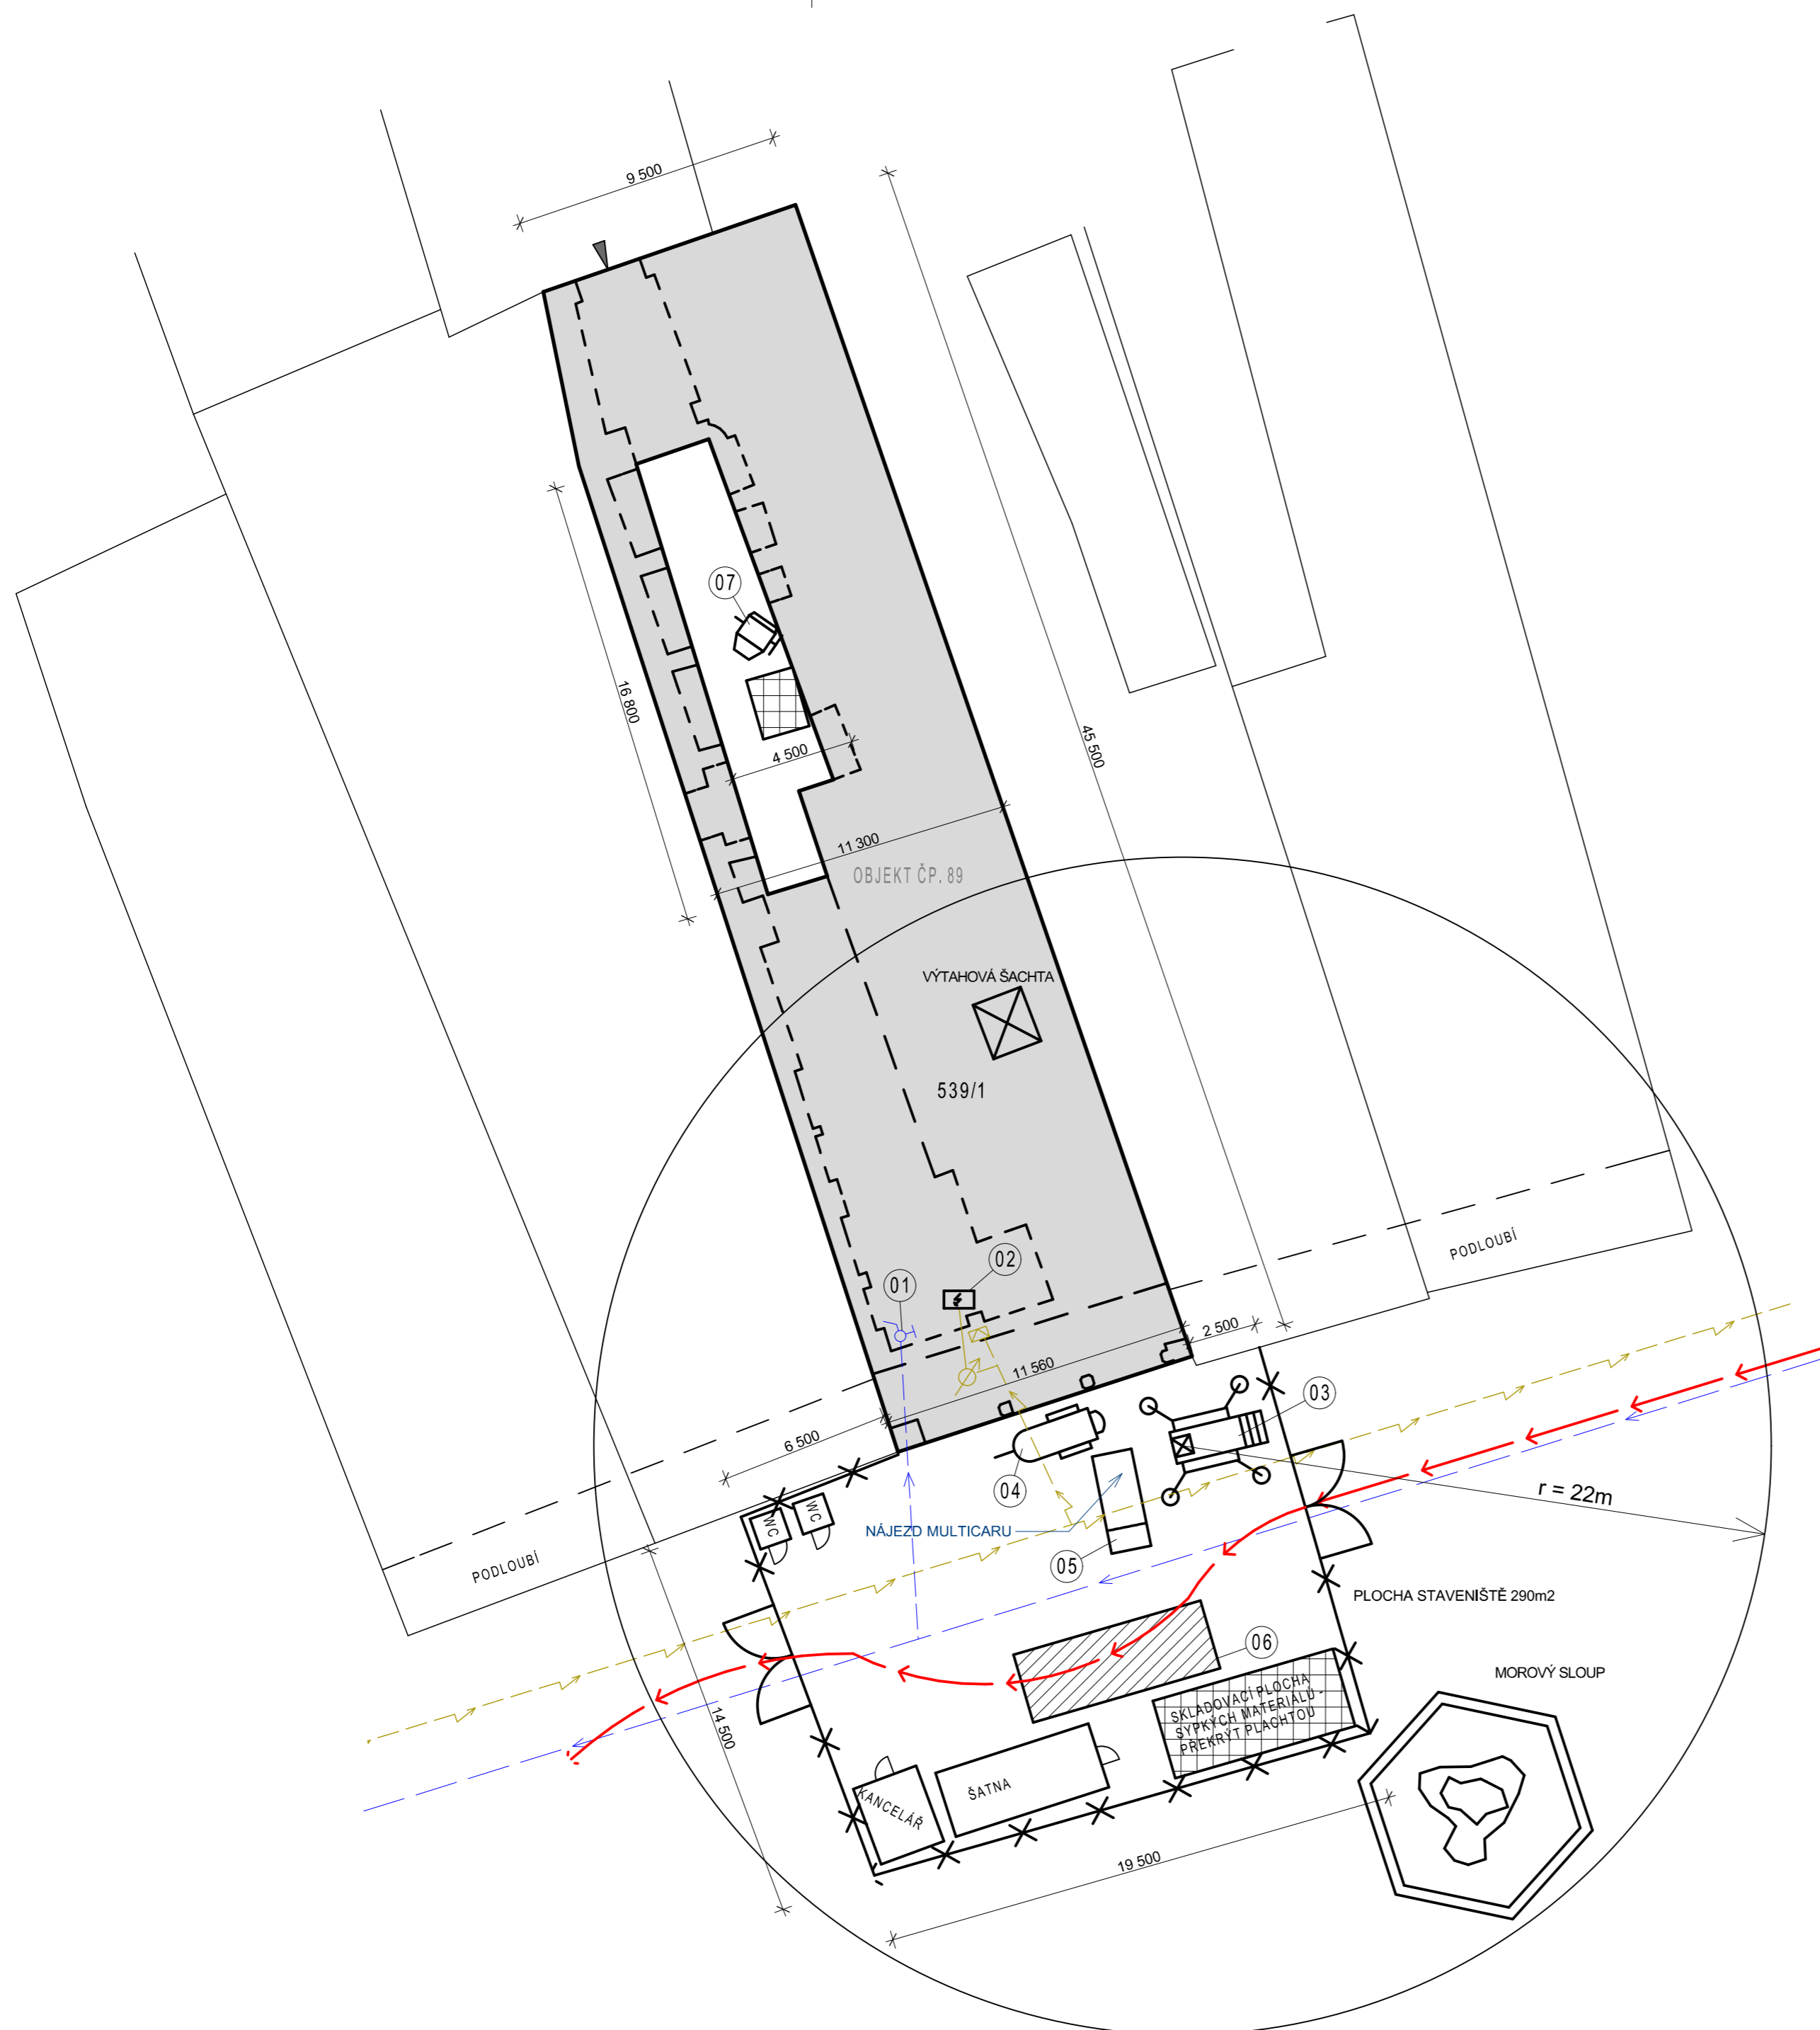 9 500
07
16 800
45 500
4 500
11 300
OBJEKT ČP. 89
VÝTAHOVÁ ŠACHTA
539/1
PODLOUBÍ
02
01
2 500
11 560
03
6 500
04
r = 22m
WC
WC
NÁJEZD MULTICARU
05
PODLOUBÍ
PLOCHA STAVENIŠTĚ 290m2
06
MOROVÝ SLOUP
SKLADOVACÍ PLOCHA
SYPKÝCH MATERIÁLŮ -
PŘEKRÝT PLACHTOU
14 500
ŠATNA
KANCELÁŘ
19 500